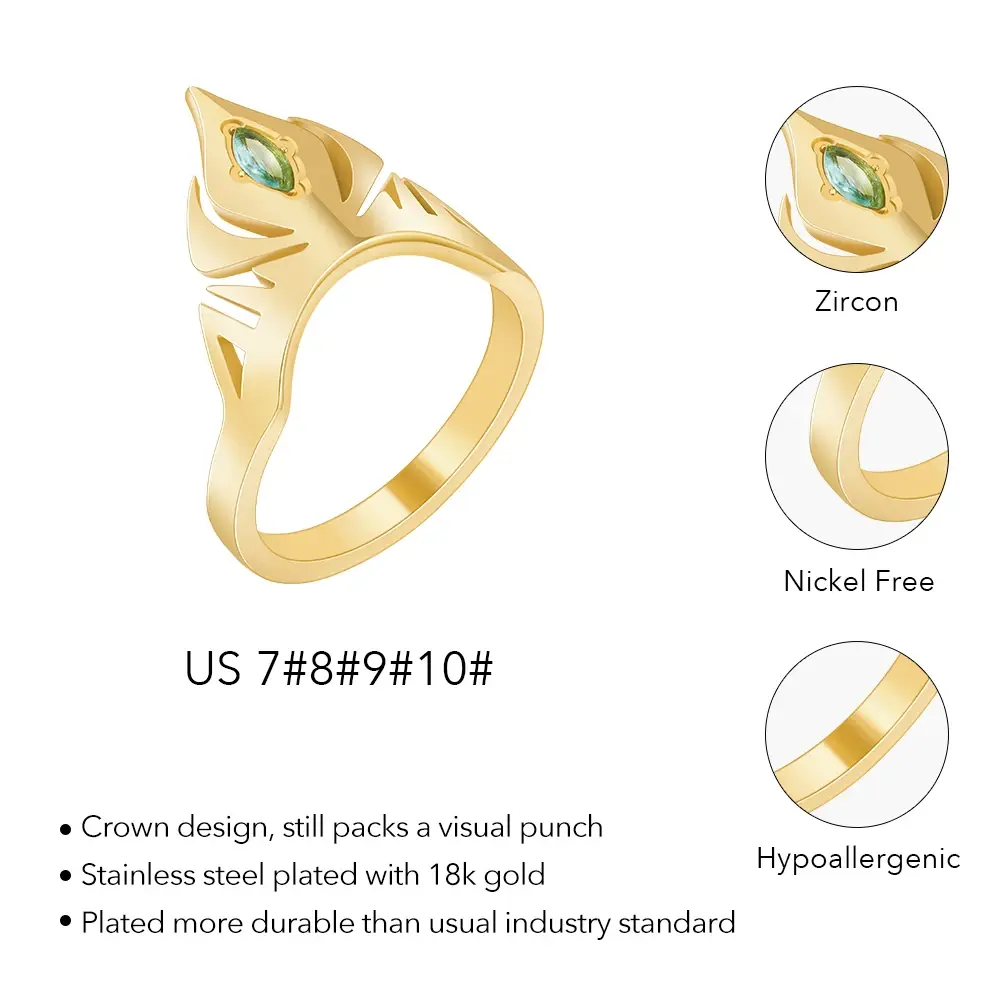 Zircon
Nickel Free
US 7#8#9#10#
Hypoallergenic
• Crown design, still packs a visual punch
• Stainless steel plated with 18k gold
• Plated more durable than usual industry standard